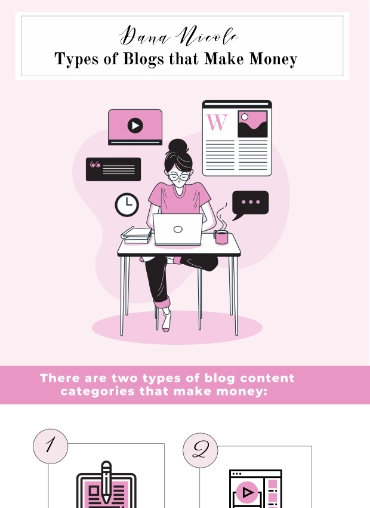 Dana Nicole
Types of Blogs that Make Money
W
There are two types of blog content
categories that make money:
1
2